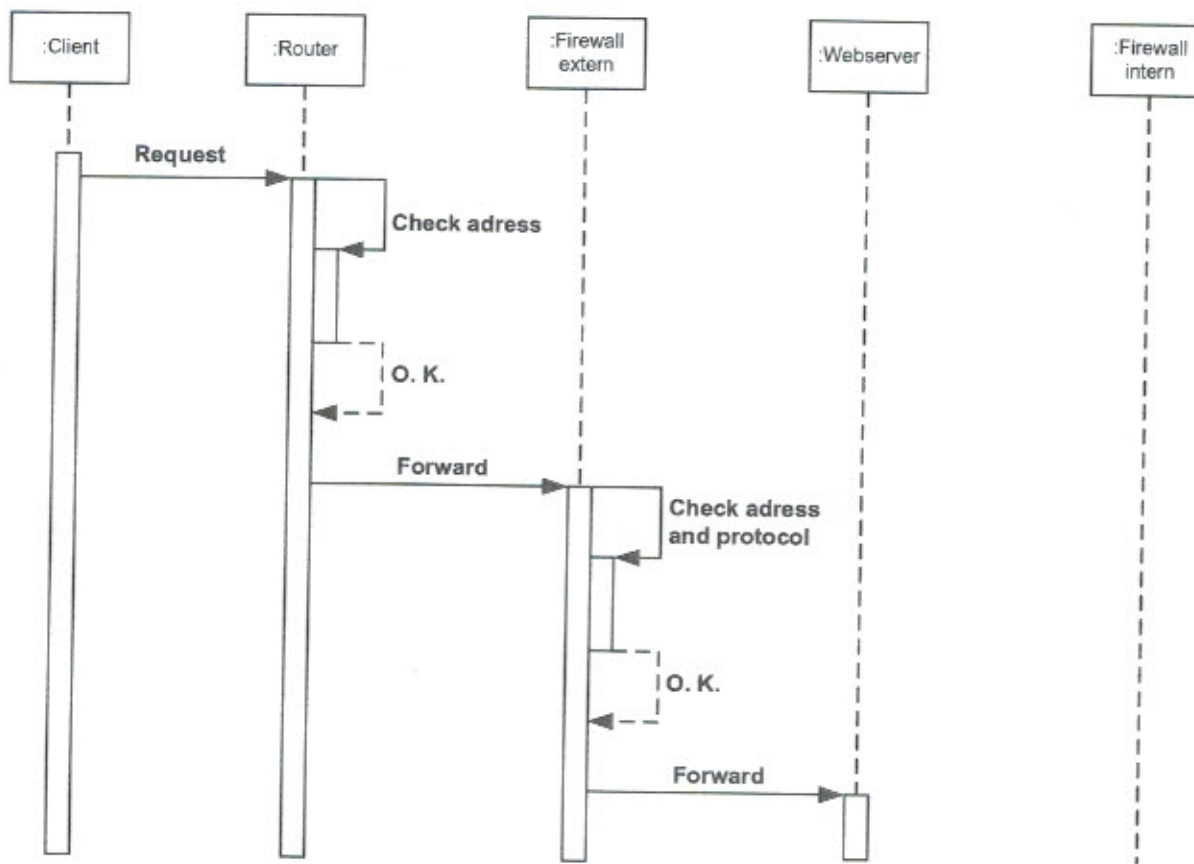 :Client
:Router
:Firewall
extern
:Webserver
:Firewall
intern
Request
Check adress
O. K.
Forward
Check adress
and protocol
O. K.
Forward